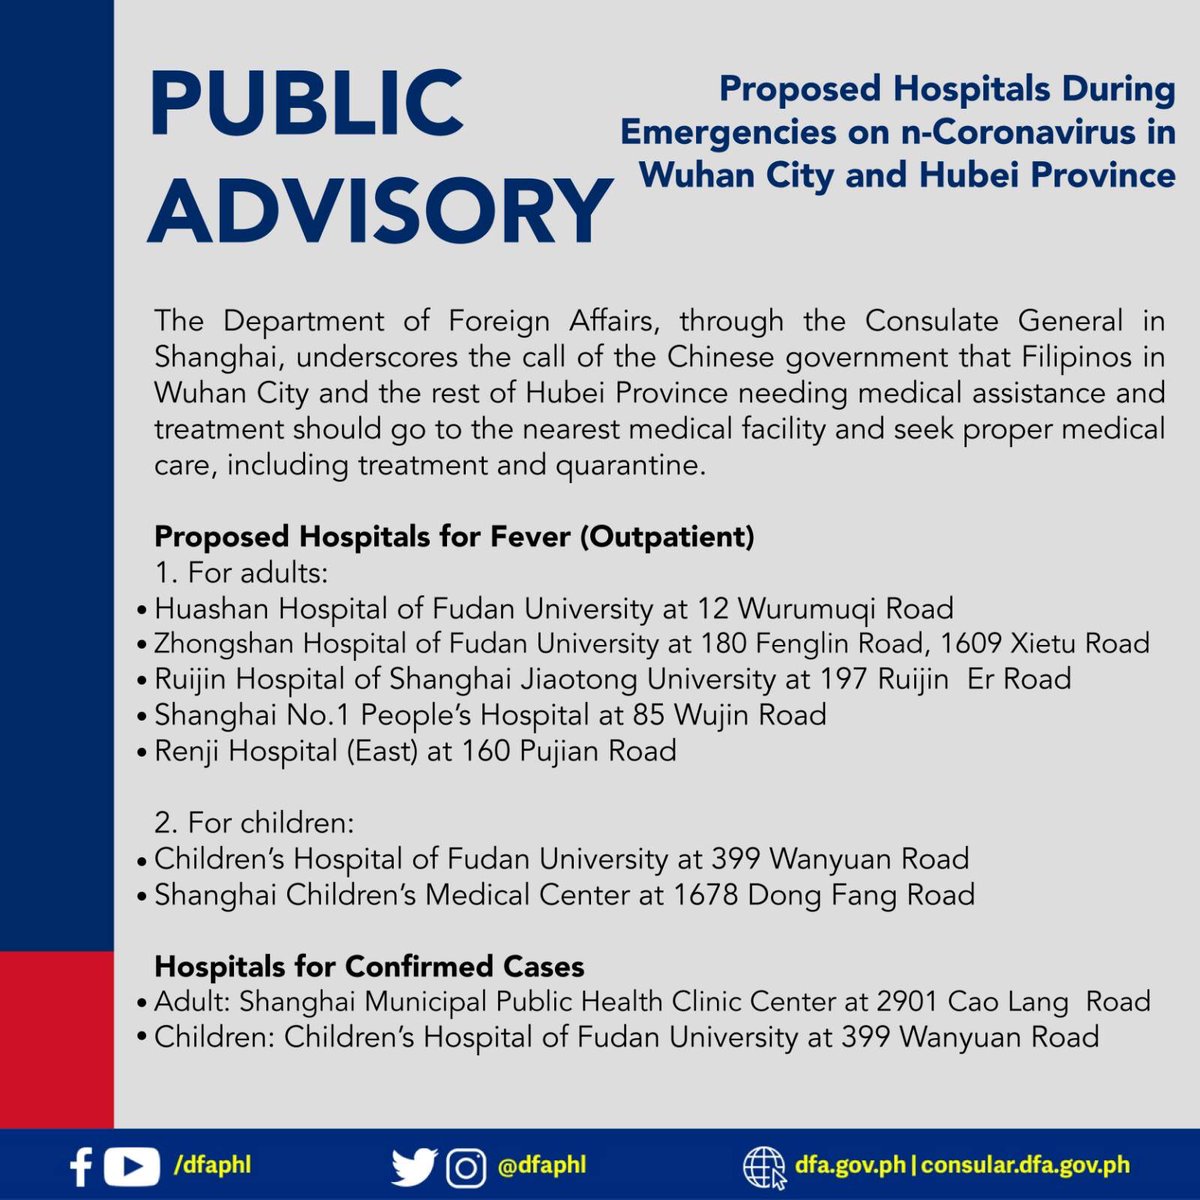 PUBLIC
ADVISORY
Proposed Hospitals During
Emergencies on n-Coronavirus in
Wuhan City and Hubei Province
The Department of Foreign Affairs, through the Consulate General in
Shanghai, underscores the call of the Chinese government that Filipinos in
Wuhan City and the rest of Hubei Province needing medical assistance and
treatment should go to the nearest medical facility and seek proper medical
care, including treatment and quarantine.
Proposed Hospitals for Fever (Outpatient)
1. For adults:
• Huashan Hospital of Fudan University at 12 Wurumuqi Road
• Zhongshan Hospital of Fudan University at 180 Fenglin Road, 1609 Xietu Road
• Ruijin Hospital of Shanghai Jiaotong University at 197 Ruijin  Er Road
• Shanghai No.1 People's Hospital at 85 Wujin Road
• Renji Hospital (East) at 160 Pujian Road
2. For children:
• Children's Hospital of Fudan University at 399 Wanyuan Road
• Shanghai Children's Medical Center at 1678 Dong Fang Road
Hospitals for Confirmed Cases
• Adult: Shanghai Municipal Public Health Clinic Center at 2901 Cao Lang  Road
• Children: Children's Hospital of Fudan University at 399 Wanyuan Road
/dfaphl @dfaphl dfa.gov.ph|consular.dfa.gov.ph